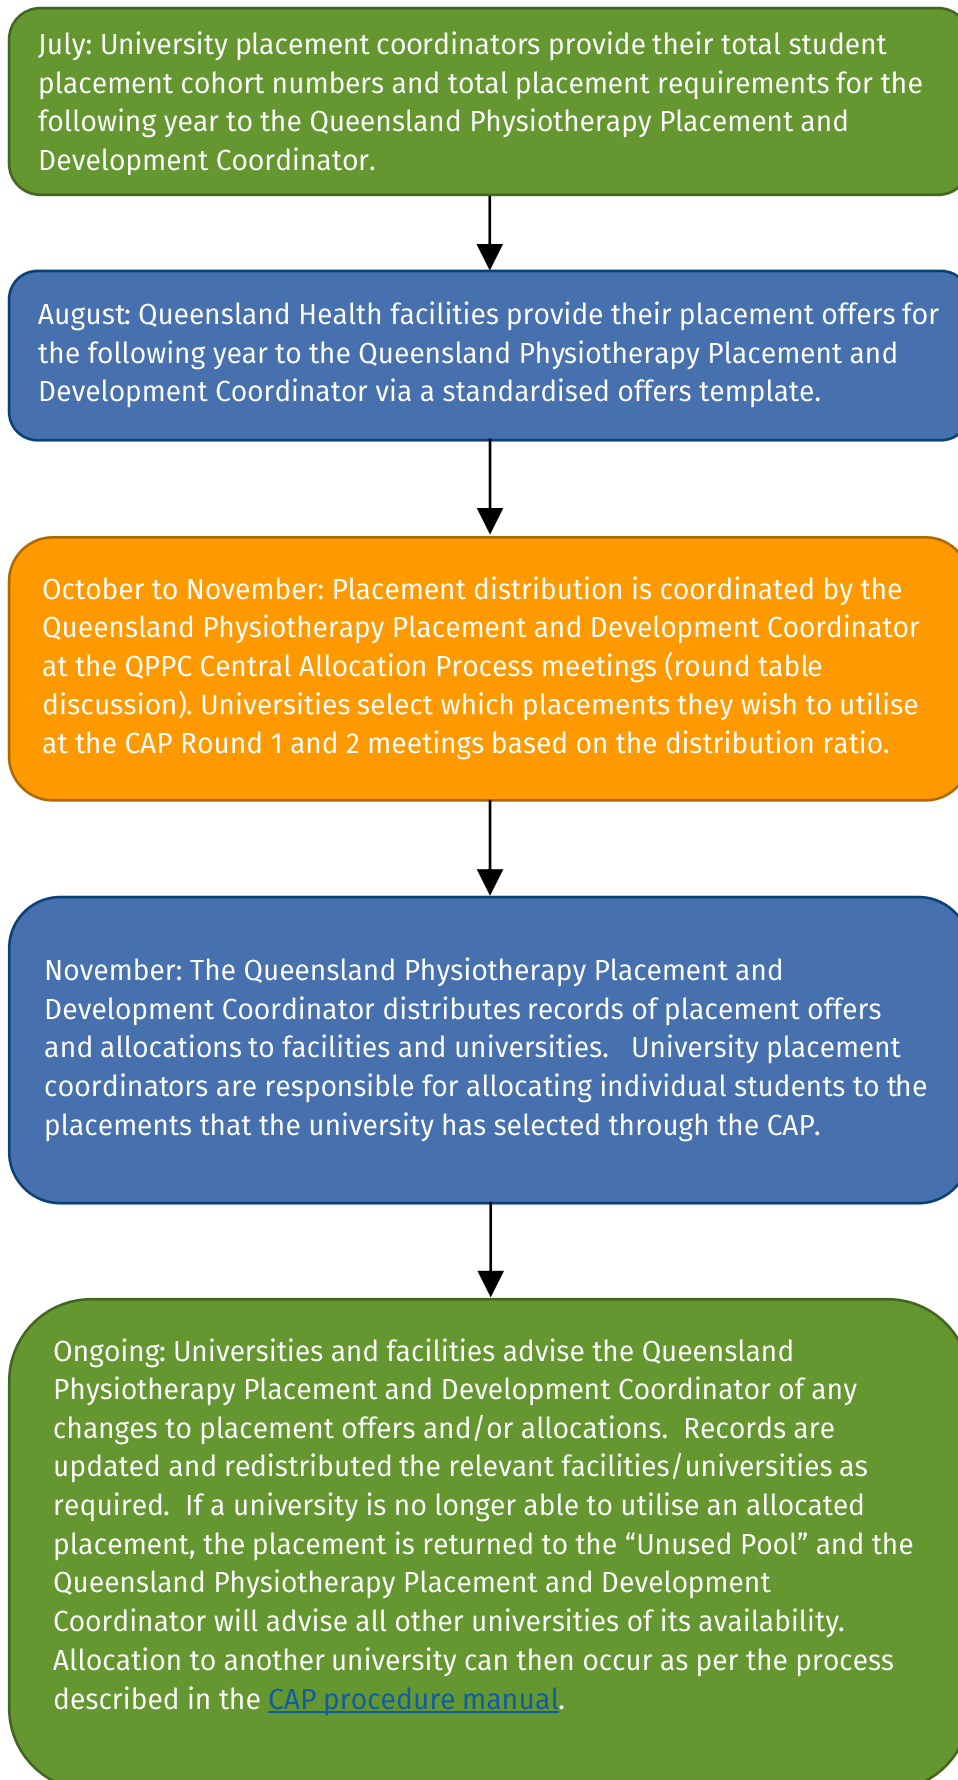 July: University placement coordinators provide their total student
placement cohort numbers and total placement requirements for the
following year to the Queensland Physiotherapy Placement and
Development Coordinator.
August: Queensland Health facilities provide their placement offers for
the following year to the Queensland Physiotherapy Placement and
Development Coordinator via a standardised offers template.
October to November: Placement distribution is coordinated by the
Queensland Physiotherapy Placement and Development Coordinator
at the QPPC Central Allocation Process meetings (round table
discussion). Universities select which placements they wish to utilise
at the CAP Round 1 and 2 meetings based on the distribution ratio.
November: The Queensland Physiotherapy Placement and
Development Coordinator distributes records of placement offers
and allocations to facilities and universities.   University placement
coordinators are responsible for allocating individual students to the
placements that the university has selected through the CAP.
Ongoing: Universities and facilities advise the Queensland
Physiotherapy Placement and Development Coordinator of any
changes to placement offers and/or allocations.  Records are
updated and redistributed the relevant facilities/universities as
required.  If a university is no longer able to utilise an allocated
placement, the placement is returned to the “Unused Pool” and the
Queensland Physiotherapy Placement and Development
Coordinator will advise all other universities of its availability.
Allocation to another university can then occur as per the process
described in the CAP procedure manual.